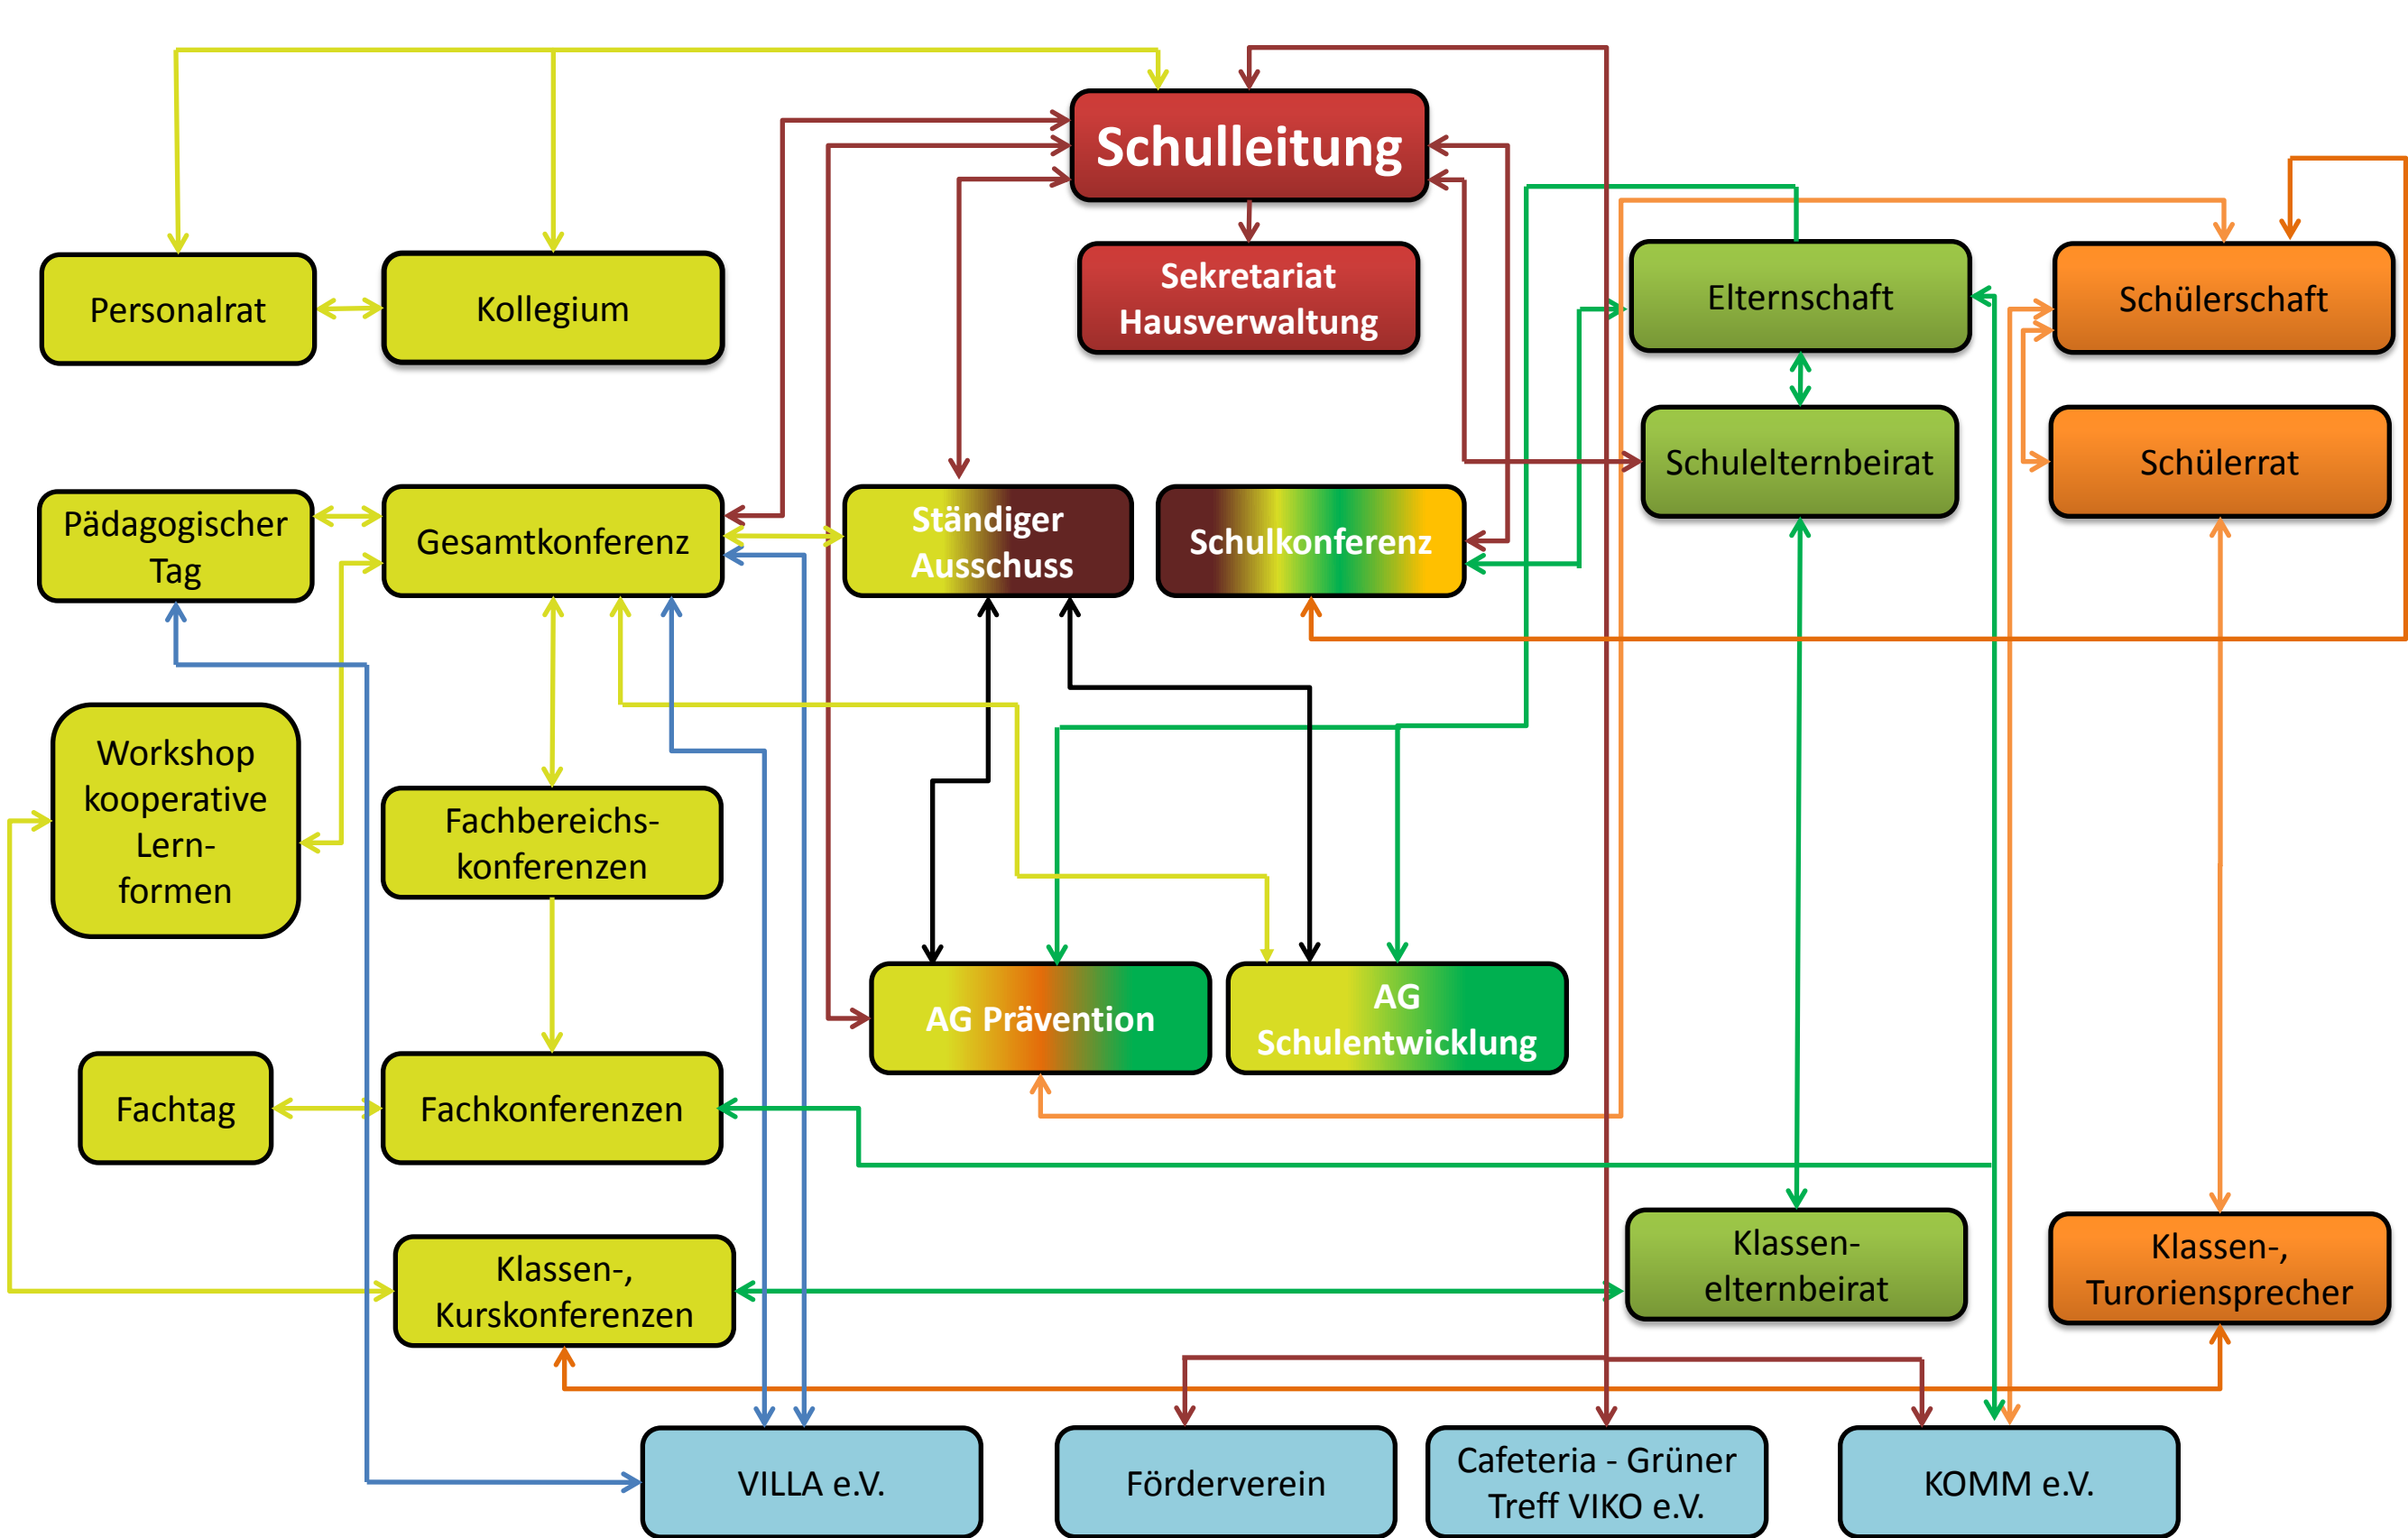 Schulleitung
Sekretariat
Hausverwaltung
Personalrat
Kollegium
Elternschaft
Schülerschaft
Schulelternbeirat
Schülerrat
Pädagogischer
Tag
Gesamtkonferenz
Ständiger
Ausschuss
Schulkonferenz
Workshop
kooperative
Lern-
formen
Fachbereichs-
konferenzen
AG Prävention
AG
Schulentwicklung
Fachtag
Fachkonferenzen
Klassen-,
Kurskonferenzen
Klassen-
elternbeirat
Klassen-,
Turoriensprecher
VILLA e.V.
Förderverein
Cafeteria - Grüner
Treff VIKO e.V.
KOMM e.V.